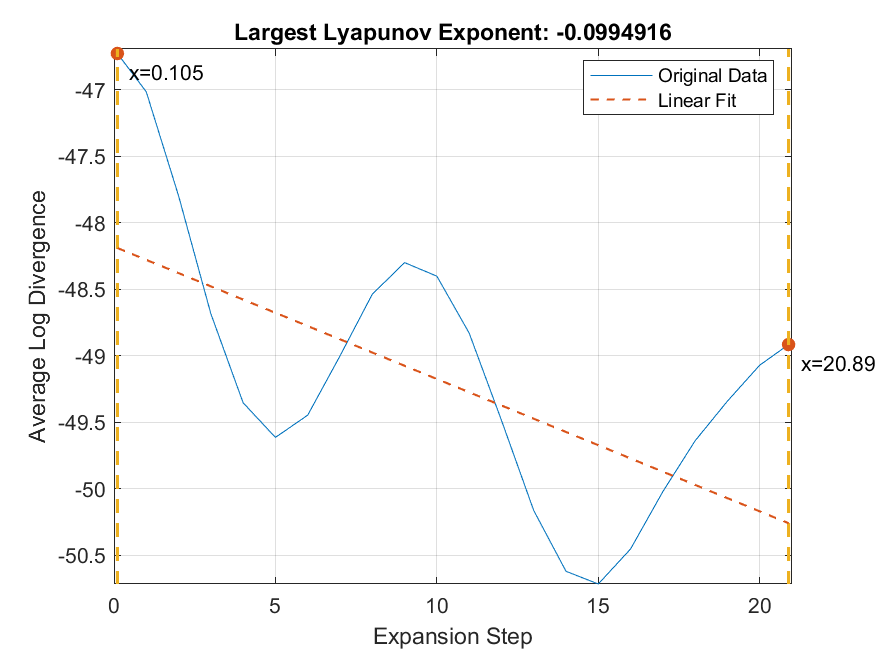 Largest Lyapunov Exponent: -0.0994916
x=0.105
Original Data
Linear Fit
-47
-47.5
-48
-48.5
-49
-49.5
-50
-50.5
Average Log Divergence
x=20.89
0 5 10 15 20
Expansion Step